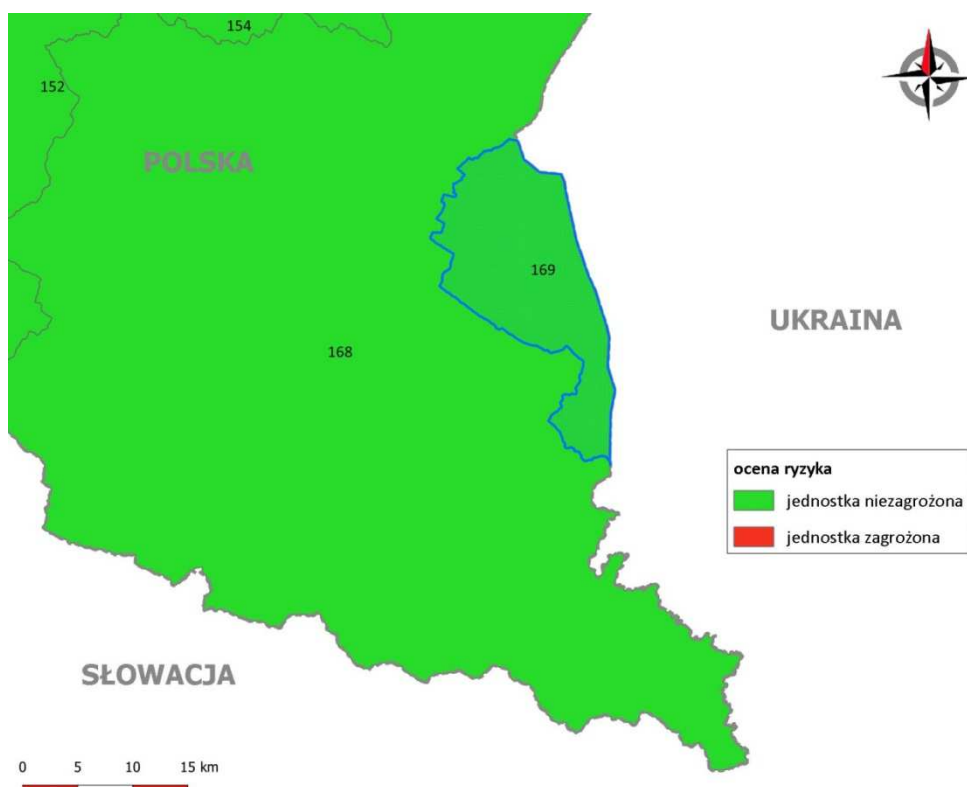 154
152
POLSKA
169
UKRAINA
168
ocena ryzyka
jednostka niezagrożona
jednostka zagrożona
SŁOWACJA
0 5 10 15 km